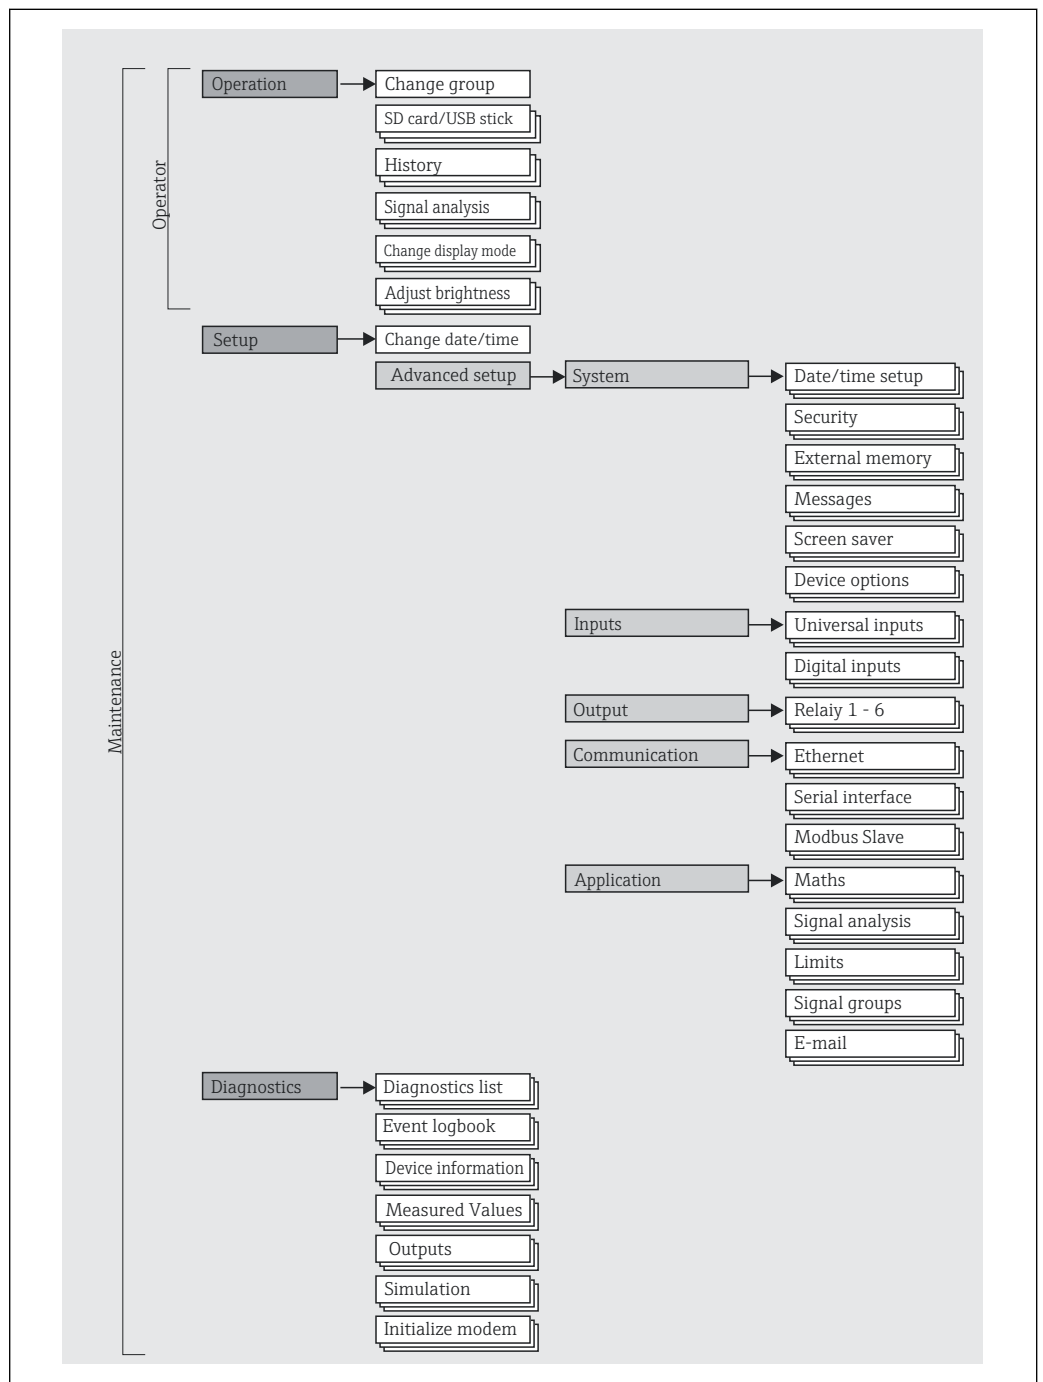 Maintenance
Operator
Operation
Change group
SD card/USB stick
History
Signal analysis
Change display mode
Adjust brightness
Setup
Change date/time
Advanced setup
System
Date/time setup
Security
External memory
Messages
Screen saver
Device options
Inputs
Universal inputs
Digital inputs
Output
Relaiy 1 - 6
Communication
Ethernet
Serial interface
Modbus Slave
Application
Maths
Signal analysis
Limits
Signal groups
E-mail
Diagnostics
Diagnostics list
Event logbook
Device information
Measured Values
Outputs
Simulation
Initialize modem